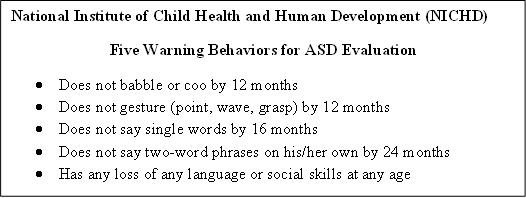 National Institute of Child Health and Human Development (NICHD)
Five Warning Behaviors for ASD Evaluation
• Does not babble or coo by 12 months
• Does not gesture (point, wave, grasp) by 12 months
• Does not say single words by 16 months
• Does not say two-word phrases on his/her own by 24 months
• Has any loss of any language or social skills at any age